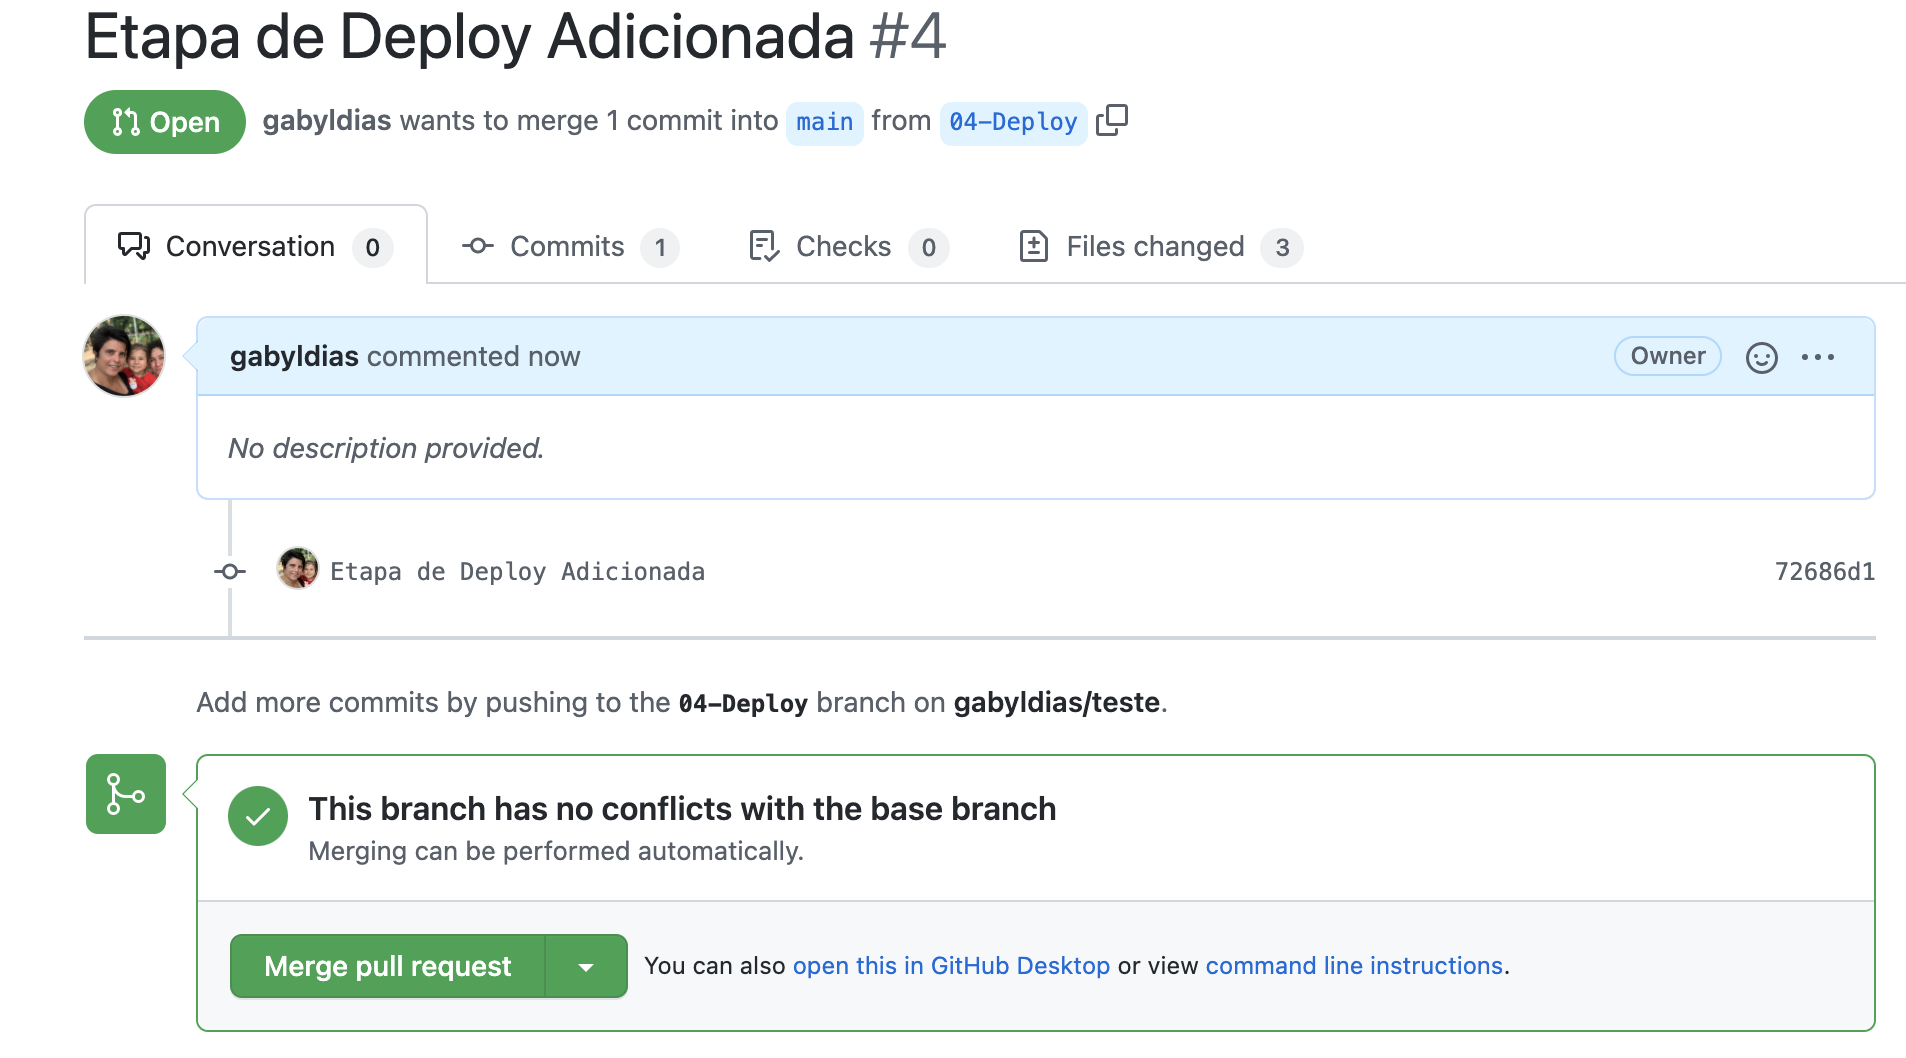 Etapa de Deploy Adicionada #4
Open gabyldias wants to merge 1 commit into main from 04-Deploy
Conversation 0 Commits 1 Checks 0 Files changed 3
gabyldias commented now Owner
No description provided.
Etapa de Deploy Adicionada 72686d1
Add more commits by pushing to the 04-Deploy branch on gabyldias/teste.
This branch has no conflicts with the base branch
Merging can be performed automatically.
Merge pull request You can also open this in GitHub Desktop or view command line instructions.